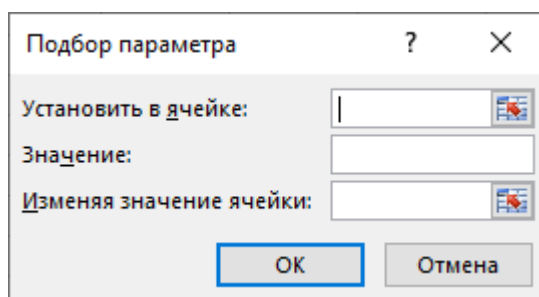 Подбор параметра ? ×
Установить в ячейке:
Значение:
Изменяя значение ячейки:
ОК Отмена